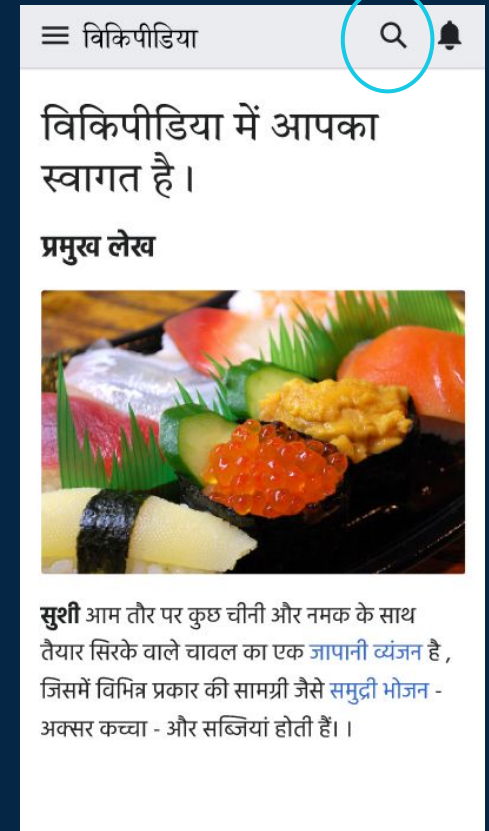 विकिपीडिया
विकिपीडिया में आपका
स्वागत है।
प्रमुख लेख
सुशी आम तौर पर कुछ चीनी और नमक के साथ
तैयार सिरके वाले चावल का एक जापानी व्यंजन है ,
जिसमें विभिन्न प्रकार की सामग्री जैसे समुद्री भोजन -
अक्सर कच्चा - और सब्जियां होती हैं। ।